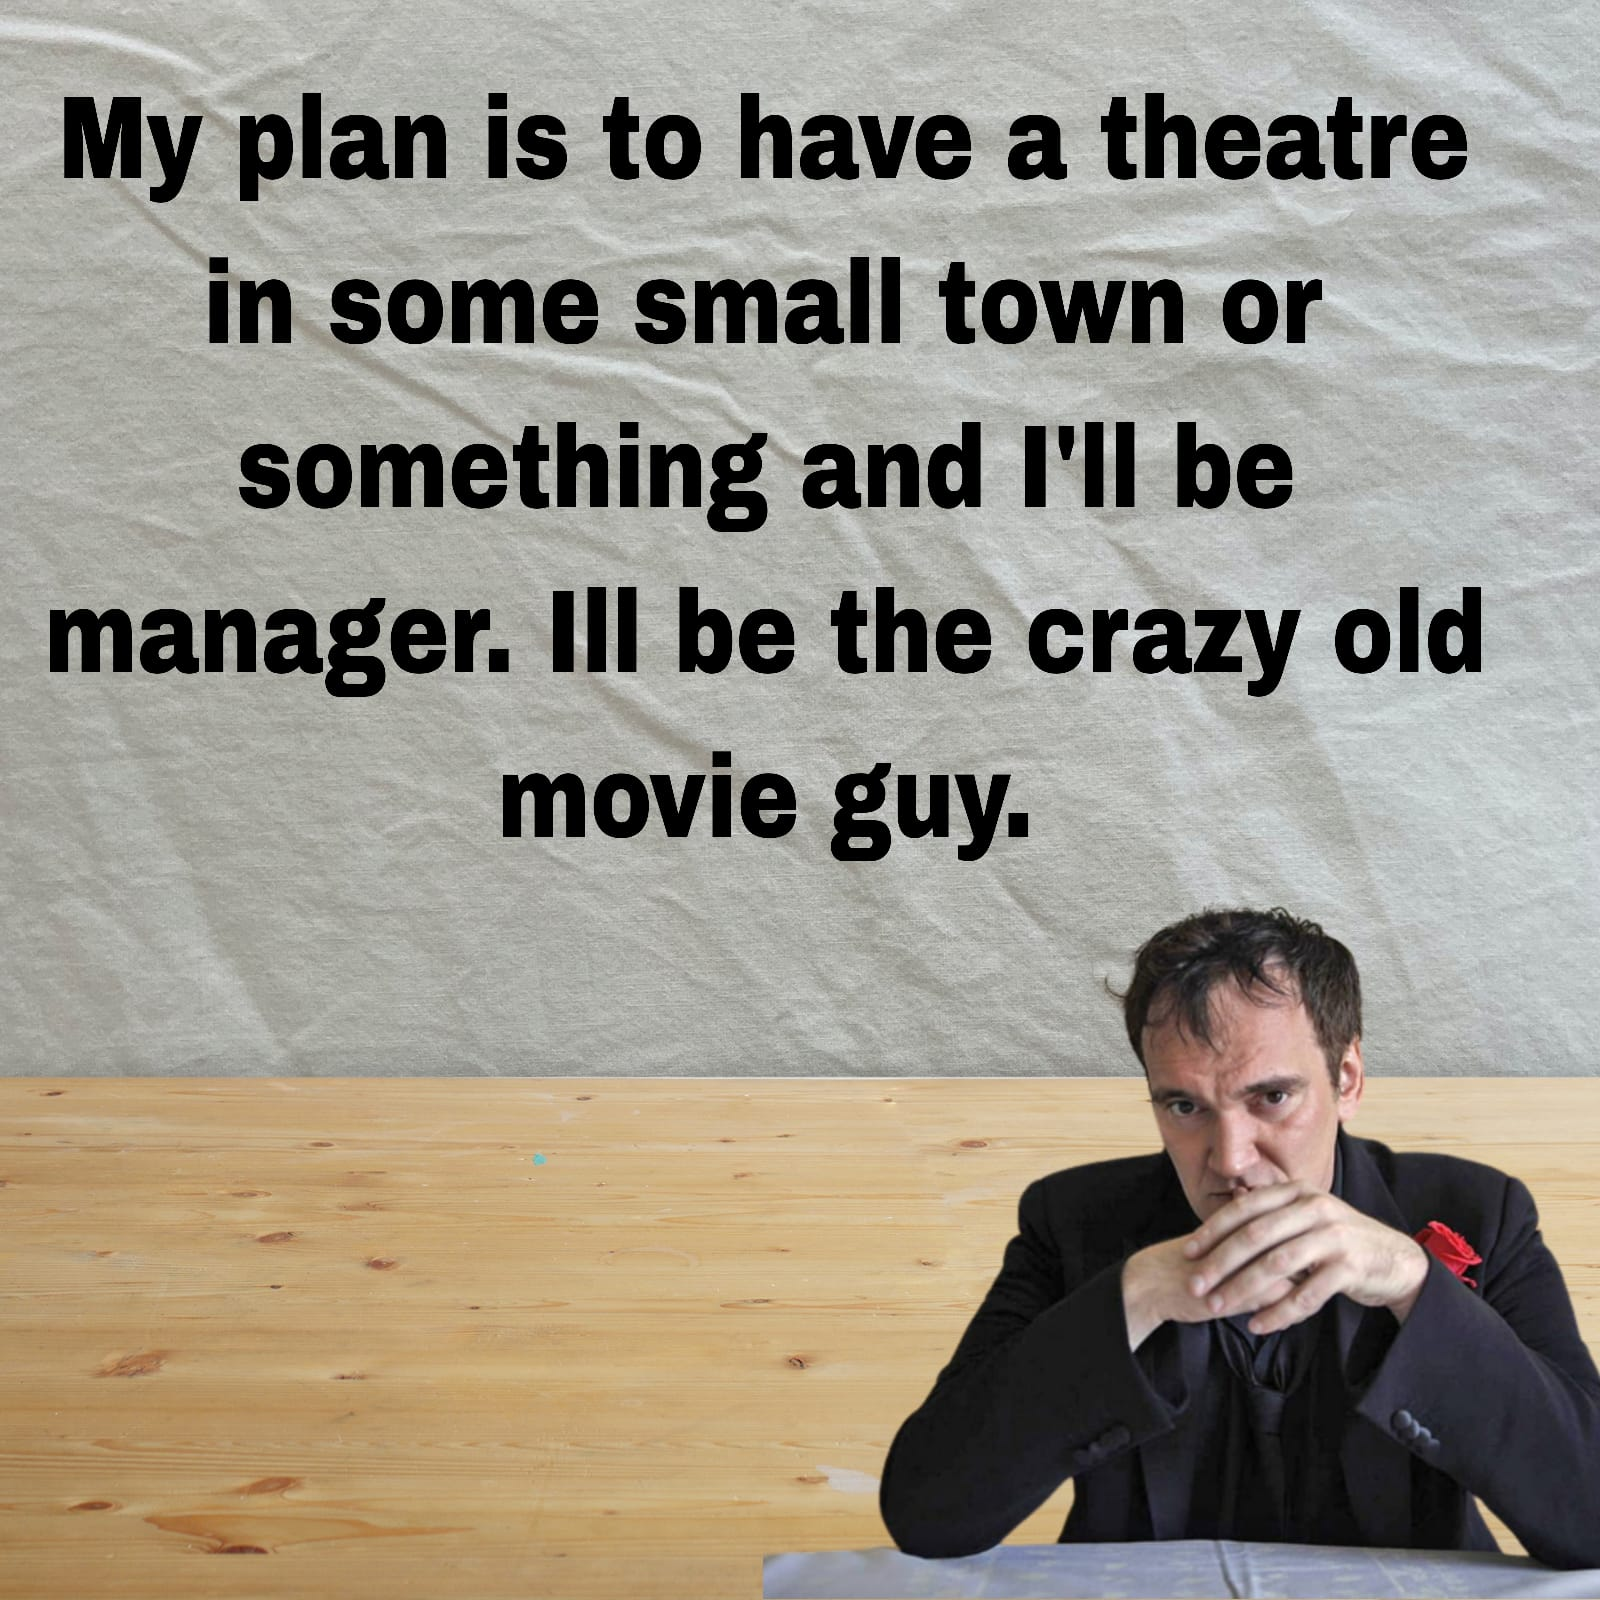 My plan is to have a theatre
in some small town or
something and I'll be
manager. Ill be the crazy old
movie guy.